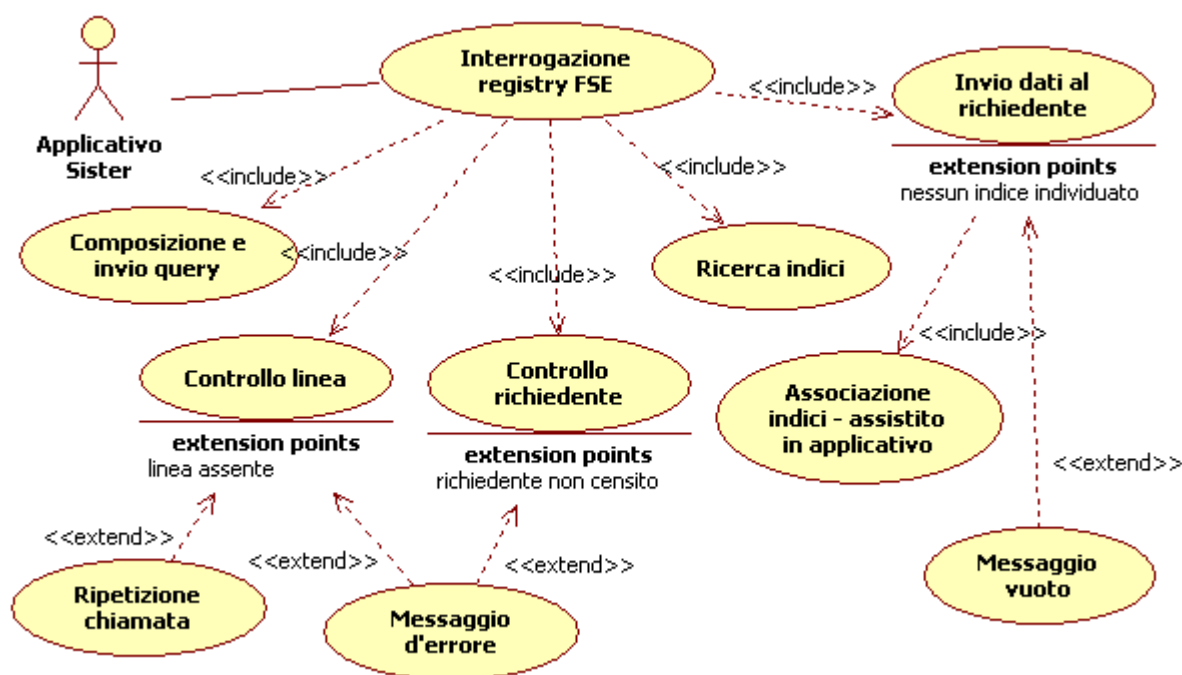 Interrogazione
registry FSE
<<include>>
Invio dati al
richiedente
Applicativo
Sister
<<include>>
<<include>>
extension points
nessun indice individuato
Composizione e
invio query
<<include>>
<<include>>
Ricerca indici
<<include>>
Controllo linea
Controllo
richiedente
Associazione
indici - assistito
in applicativo
extension points
linea assente
extension points
richiedente non censito
<<extend>>
<<extend>>
<<extend>>
<<extend>>
Ripetizione
chiamata
Messaggio
d'errore
Messaggio
vuoto